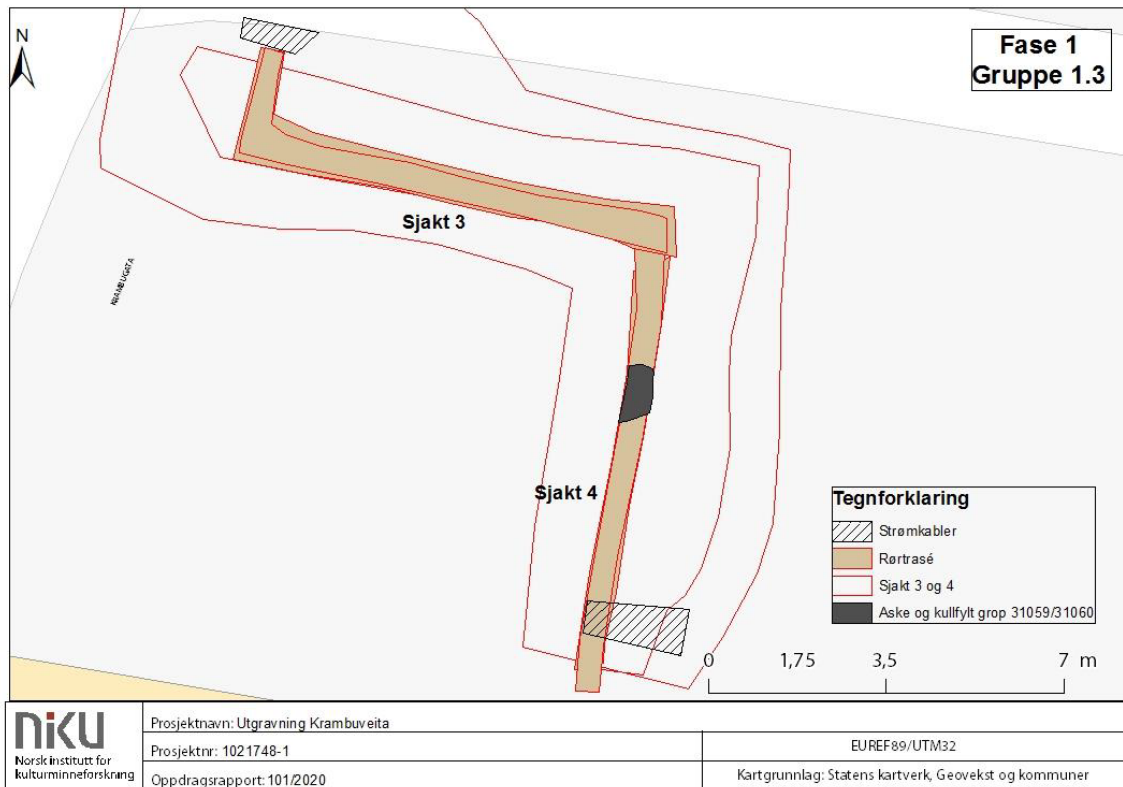 N
Fase 1
Gruppe 1.3
Sjakt 3
KRAMBUGATA
Sjakt 4
Tegnforklaring
Strømkabler
Rørtrasé
Sjakt 3 og 4
Aske og kullfylt grop 31059/31060
0 1,75 3,5 7 m
niku
Norsk institutt for
kulturminneforskning
Prosjektnavn: Utgravning Krambuveita
Prosjektnr: 1021748-1
Oppdragsrapport: 101/2020
EUREF89/UTM32
Kartgrunnlag: Statens kartverk, Geovekst og kommuner